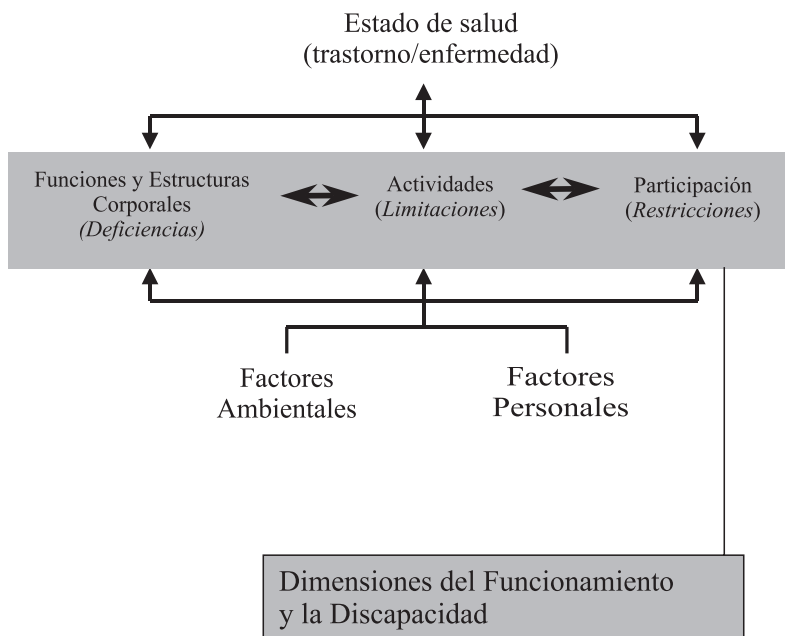 Estado de salud
(trastorno/enfermedad)
Funciones y Estructuras
Corporales
(Deficiencias)
Actividades
(Limitaciones)
Participación
(Restricciones)
Factores
Ambientales
Factores
Personales
Dimensiones del Funcionamiento
y la Discapacidad